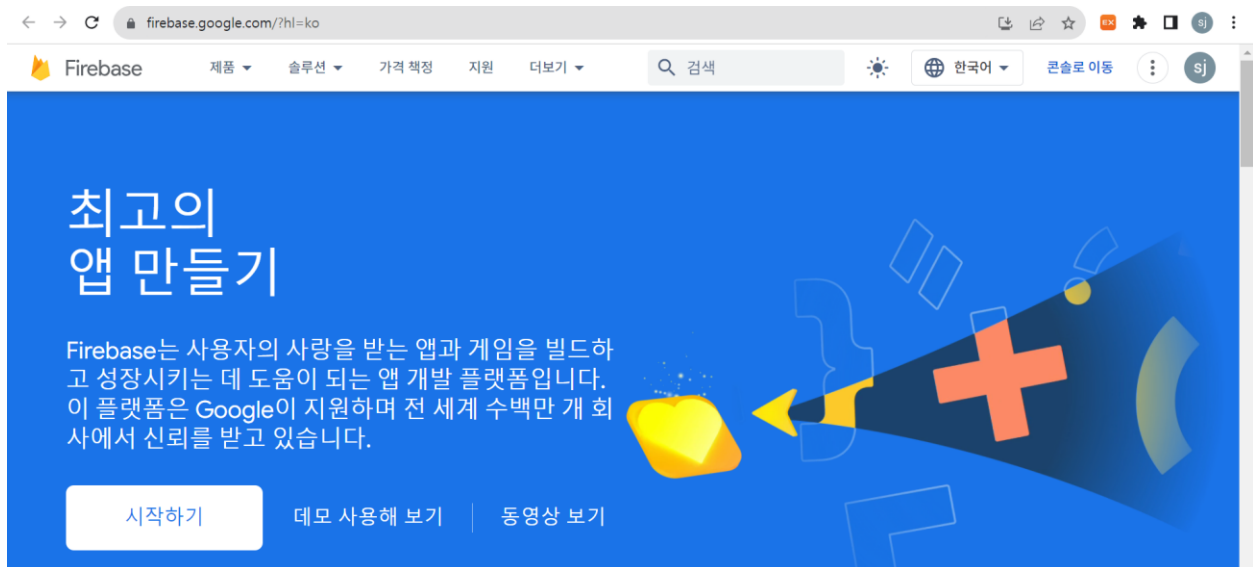 firebase.google.com/?hl=ko
EX
sj
Firebase 제품 솔루션 가격 책정 지원 더보기 검색 한국어 콘솔로 이동 sj
최고의
앱 만들기
Firebase는 사용자의 사랑을 받는 앱과 게임을 빌드하
고 성장시키는 데 도움이 되는 앱 개발 플랫폼입니다.
이 플랫폼은 Google이 지원하며 전 세계 수백만 개 회
사에서 신뢰를 받고 있습니다.
시작하기 데모 사용해 보기 동영상 보기